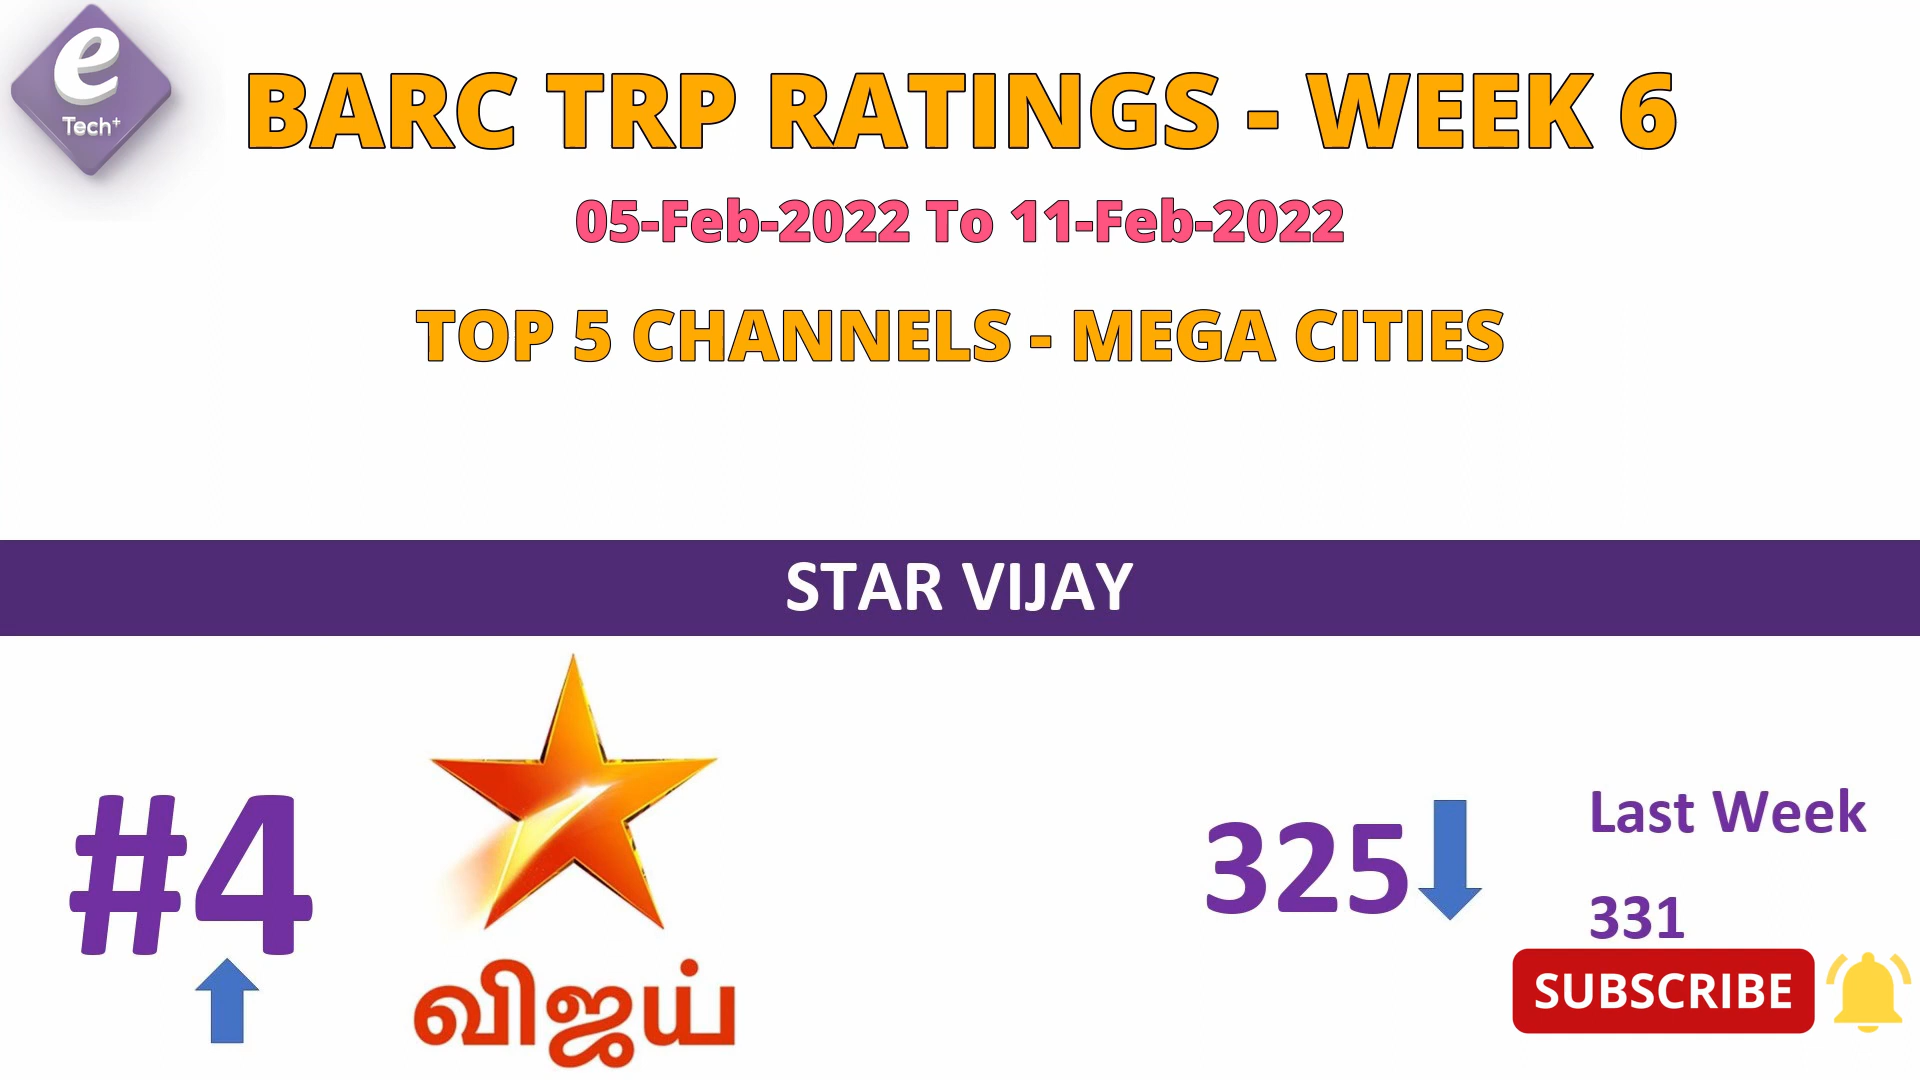 e
Tech+
BARC TRP RATINGS - WEEK 6
05-Feb-2022 To 11-Feb-2022
TOP 5 CHANNELS - MEGA CITIES
STAR VIJAY
#4
விஜய்
325
Last Week
331
SUBSCRIBE